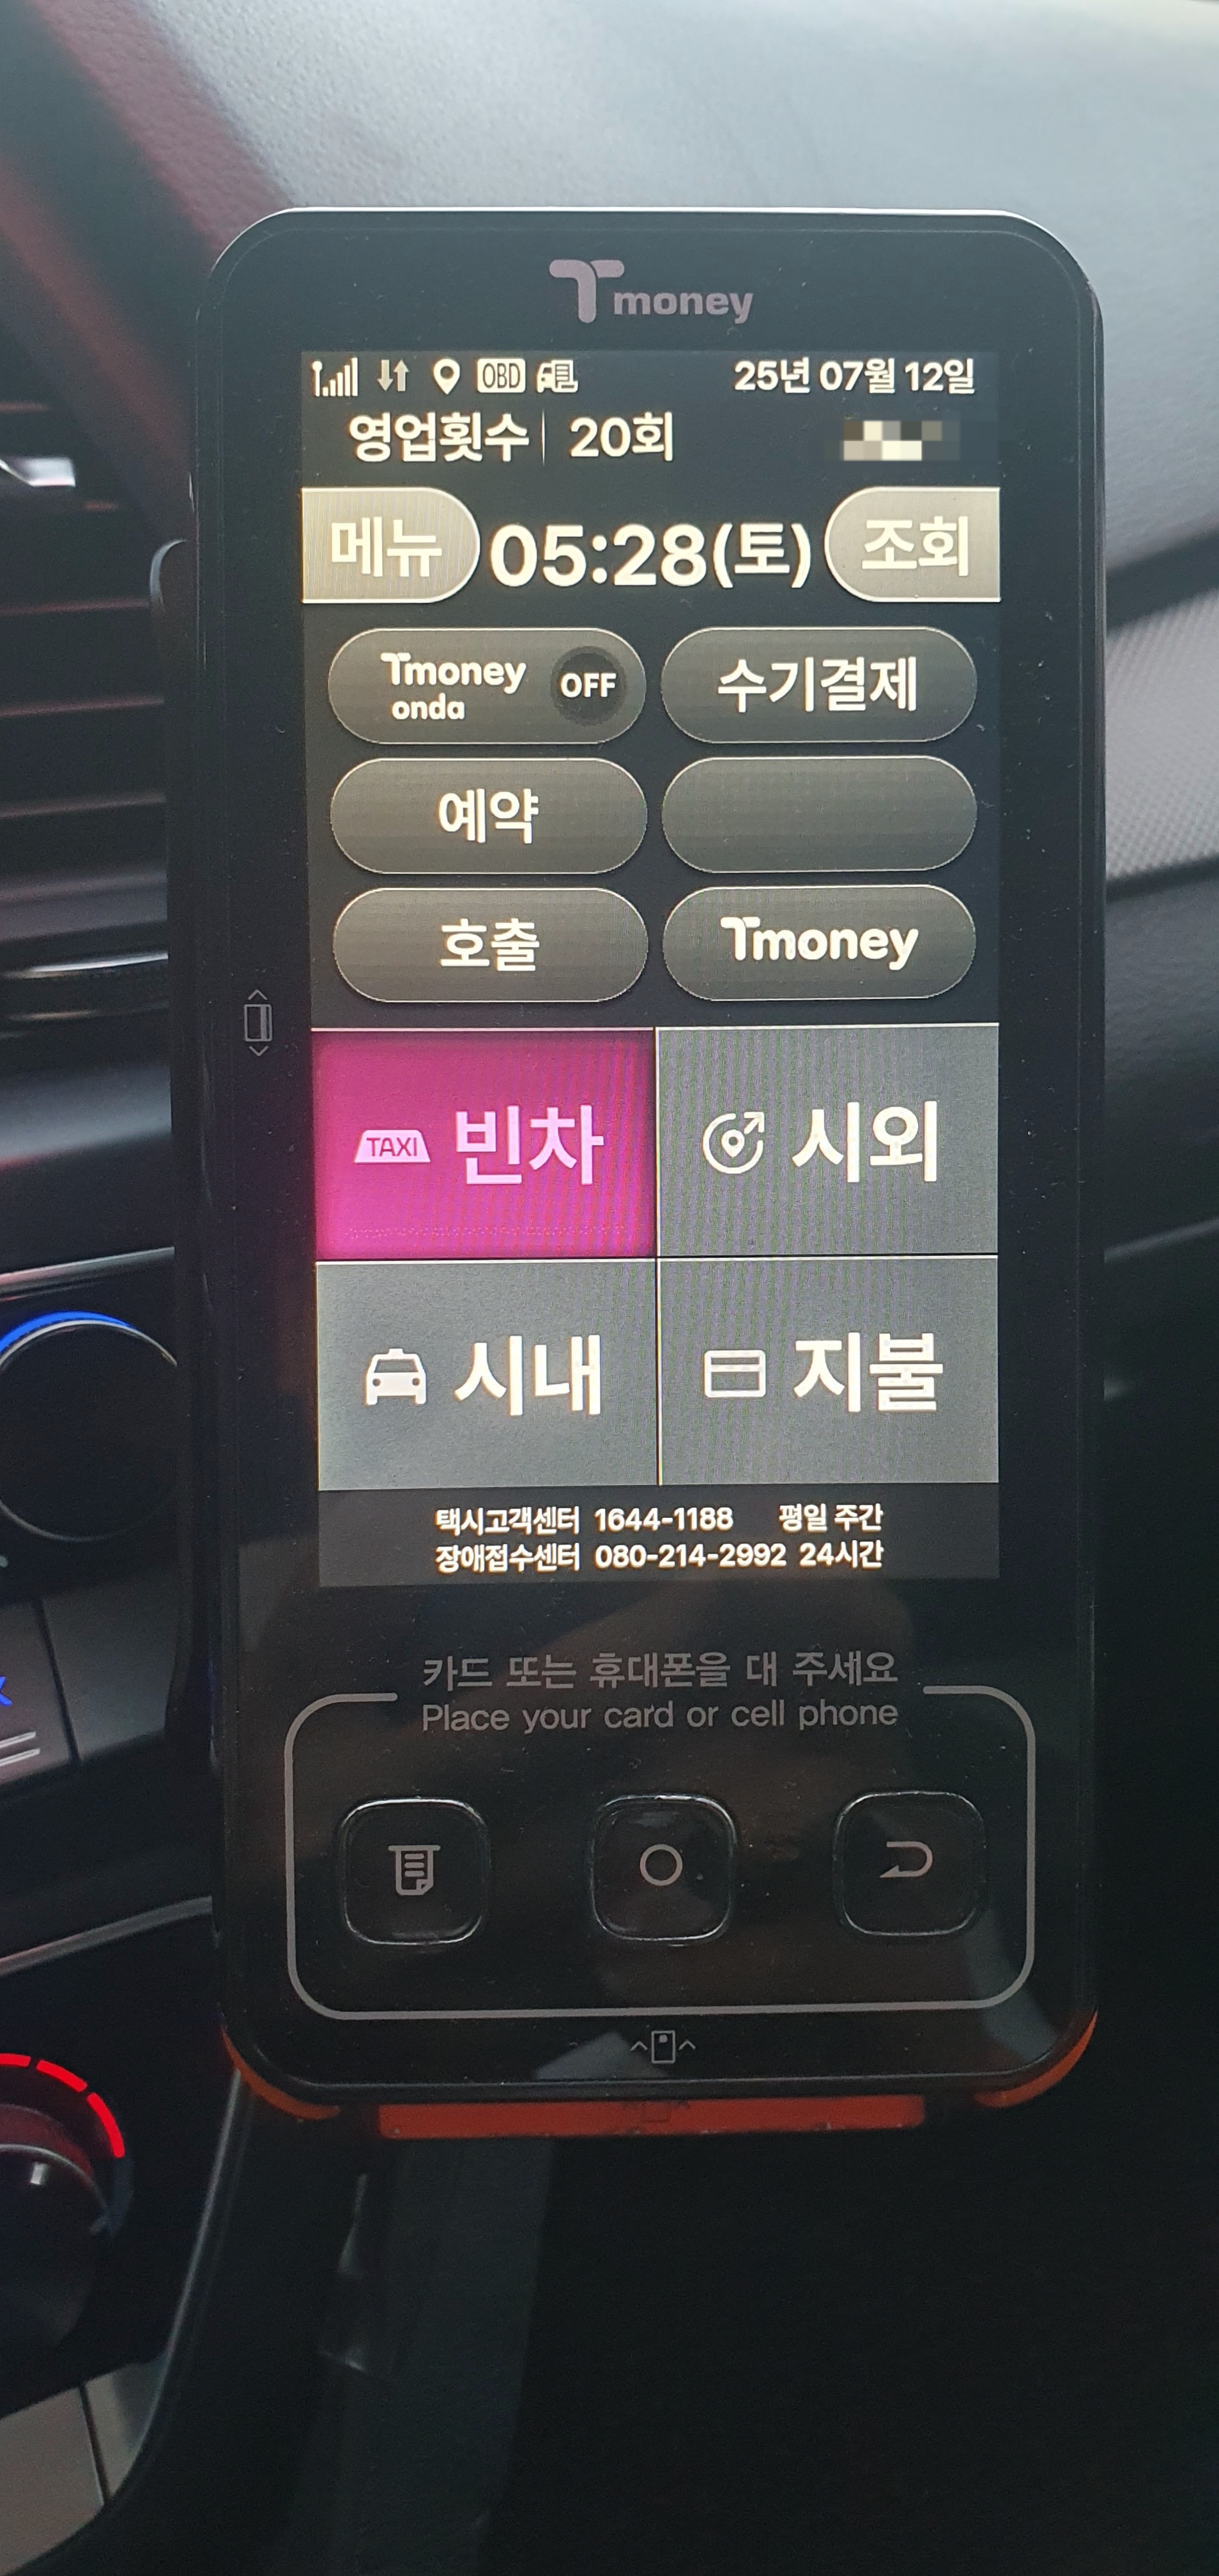 Tmoney
OBD 25년 07월 12일
영업횟수 20회
메뉴 05:28(토) 조회
Tmoney onda OFF 수기결제
예약
호출 Tmoney
TAXI 빈차 시외
시내 지불
택시고객센터 1644-1188 평일 주간
장애접수센터 080-214-2992 24시간
카드 또는 휴대폰을 대 주세요
Place your card or cell phone